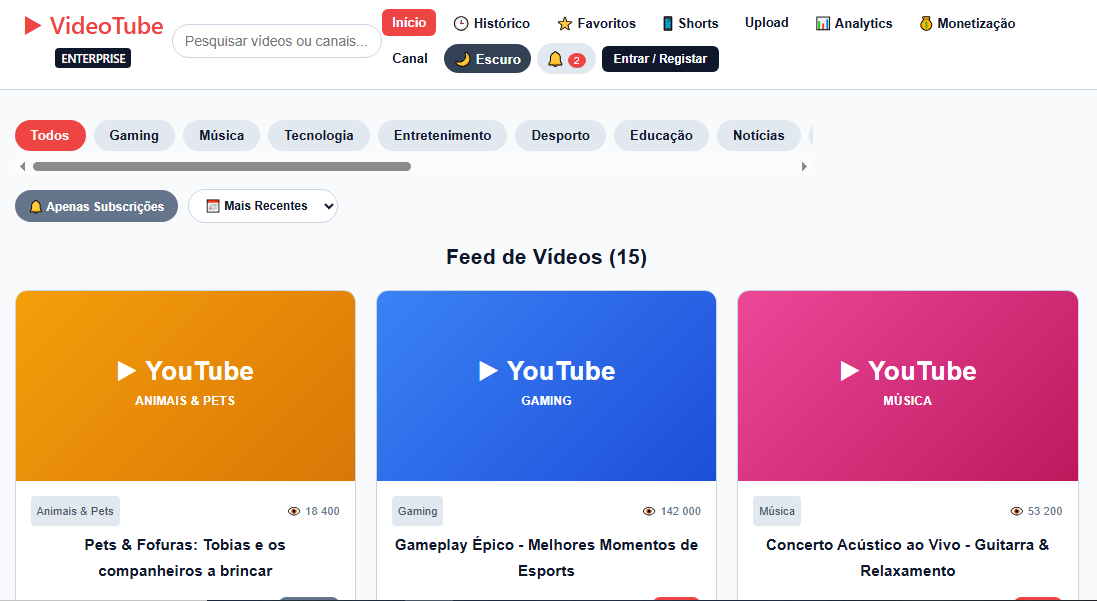 VideoTube
ENTERPRISE
Pesquisar vídeos ou canais...
Início
Histórico
Favoritos
Shorts
Upload
Analytics
Monetização
Canal
Escuro
2
Entrar / Registar
Todos
Gaming
Música
Tecnologia
Entretenimento
Desporto
Educação
Notícias
Apenas Subscrições
Mais Recentes
Feed de Vídeos (15)
YouTube
ANIMAIS & PETS
YouTube
GAMING
YouTube
MÚSICA
Animais & Pets
18 400
Pets & Fofuras: Tobias e os
companheiros a brincar
Gaming
142 000
Gameplay Épico - Melhores Momentos de
Esports
Música
53 200
Concerto Acústico ao Vivo - Guitarra &
Relaxamento